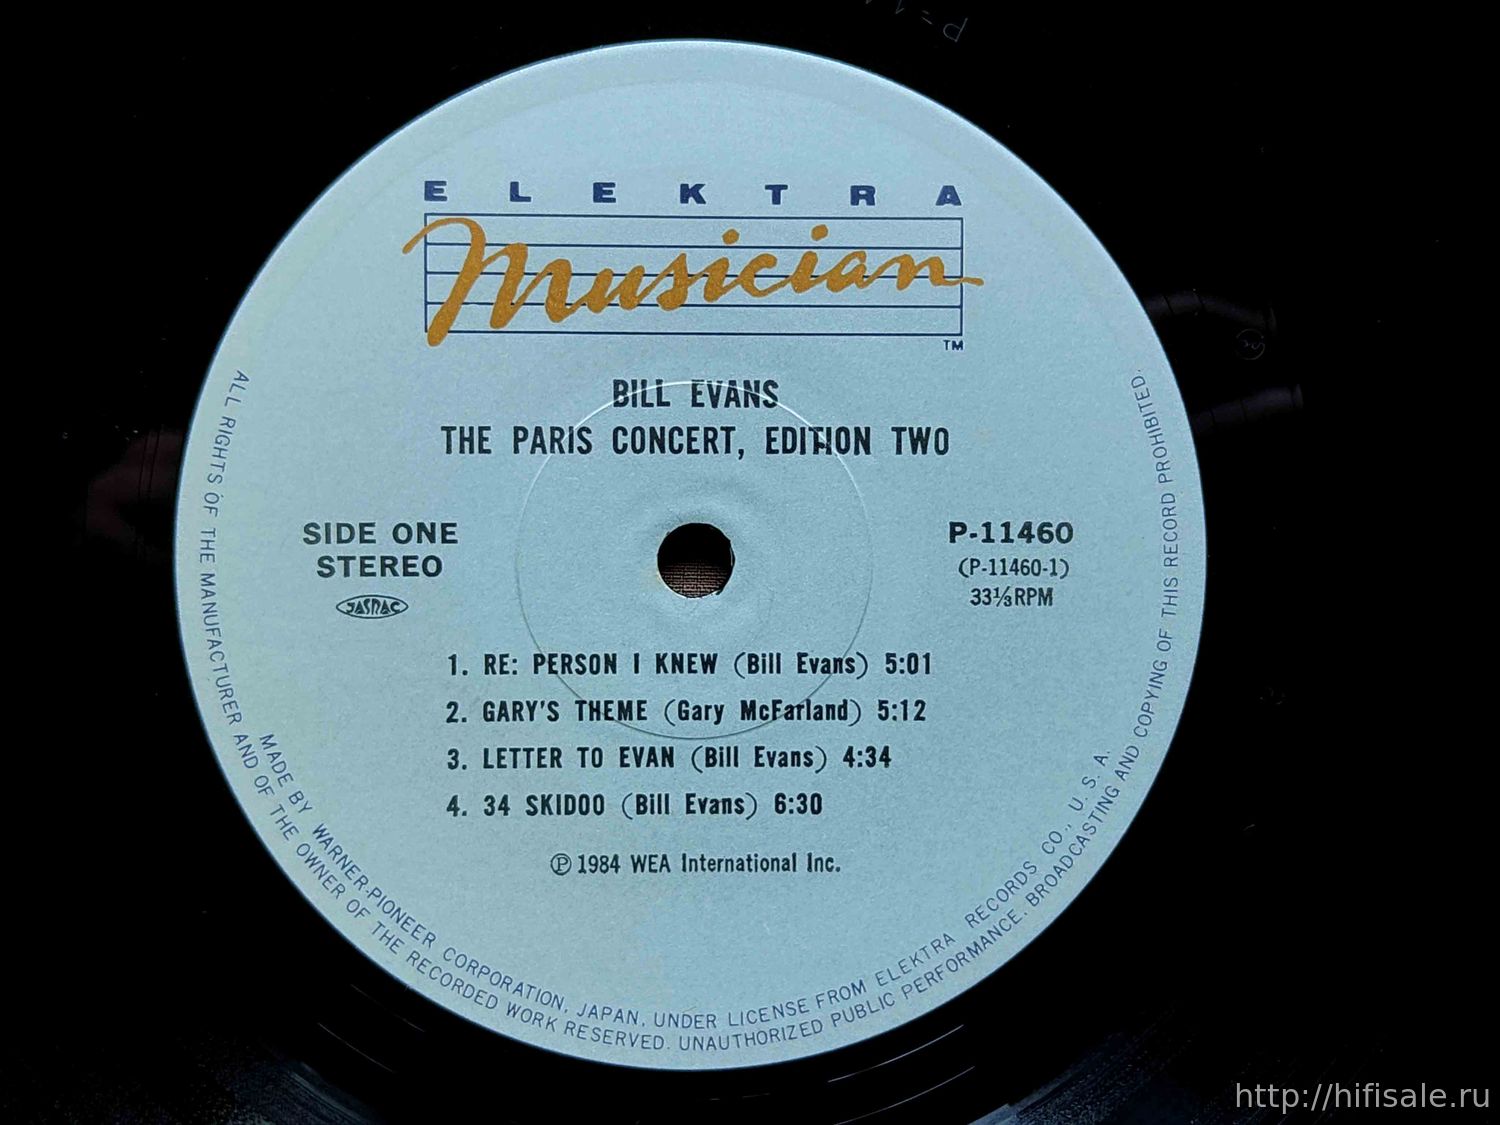 P-11
ELEKTRA
Musician
TM
BILL EVANS
THE PARIS CONCERT, EDITION TWO
SIDE ONE
STEREO
JASRAC
P-11460
(P-11460-1)
33⅓RPM
1. RE: PERSON I KNEW (Bill Evans) 5:01
2. GARY'S THEME (Gary McFarland) 5:12
3. LETTER TO EVAN (Bill Evans) 4:34
4. 34 SKIDOO (Bill Evans) 6:30
Ⓟ 1984 WEA International Inc.
MADE BY WARNER-PIONEER CORPORATION, JAPAN, UNDER LICENSE FROM ELEKTRA RECORDS CO., U. S. A.
ALL RIGHTS OF THE MANUFACTURER AND OF THE OWNER OF THE RECORDED WORK RESERVED. UNAUTHORIZED PUBLIC PERFORMANCE, BROADCASTING AND COPYING OF THIS RECORD PROHIBITED.
http://hifisale.ru